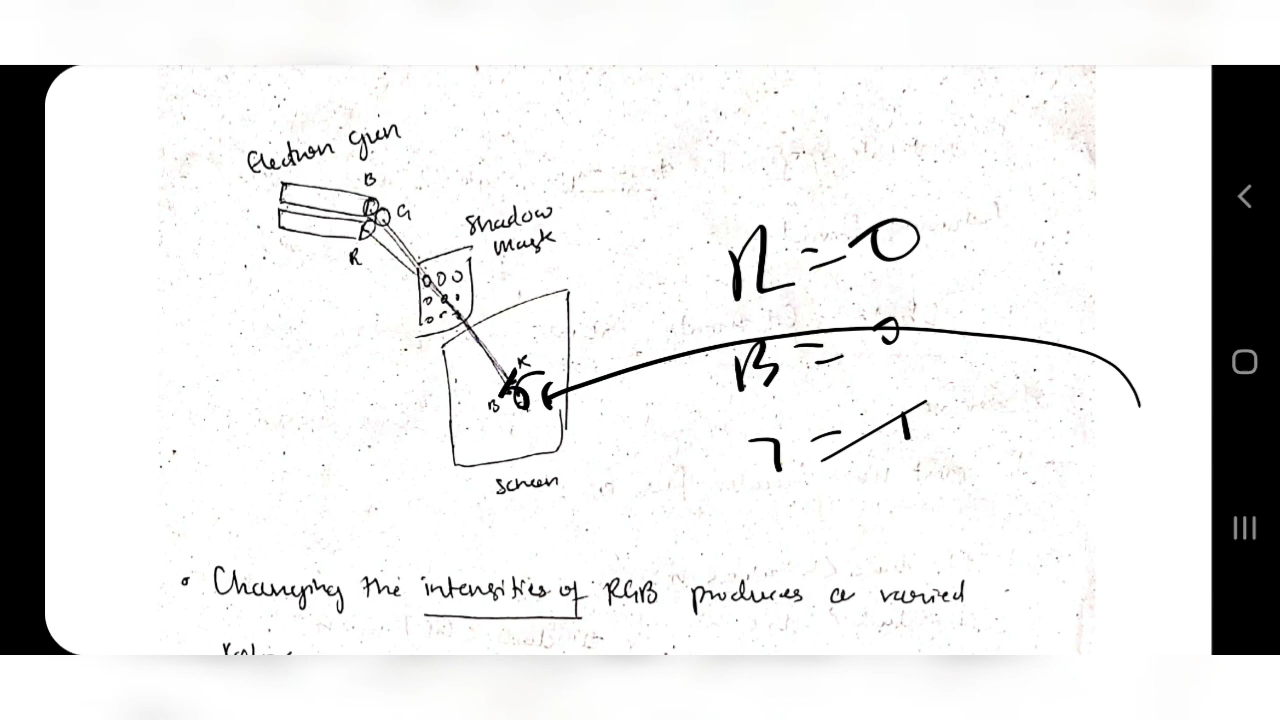 Electron Gun
B
G
R
Shadow
Mask
R = 0
B = 0
= 1
R
B
Screen
• Changing the intensities of RGB produces a varied